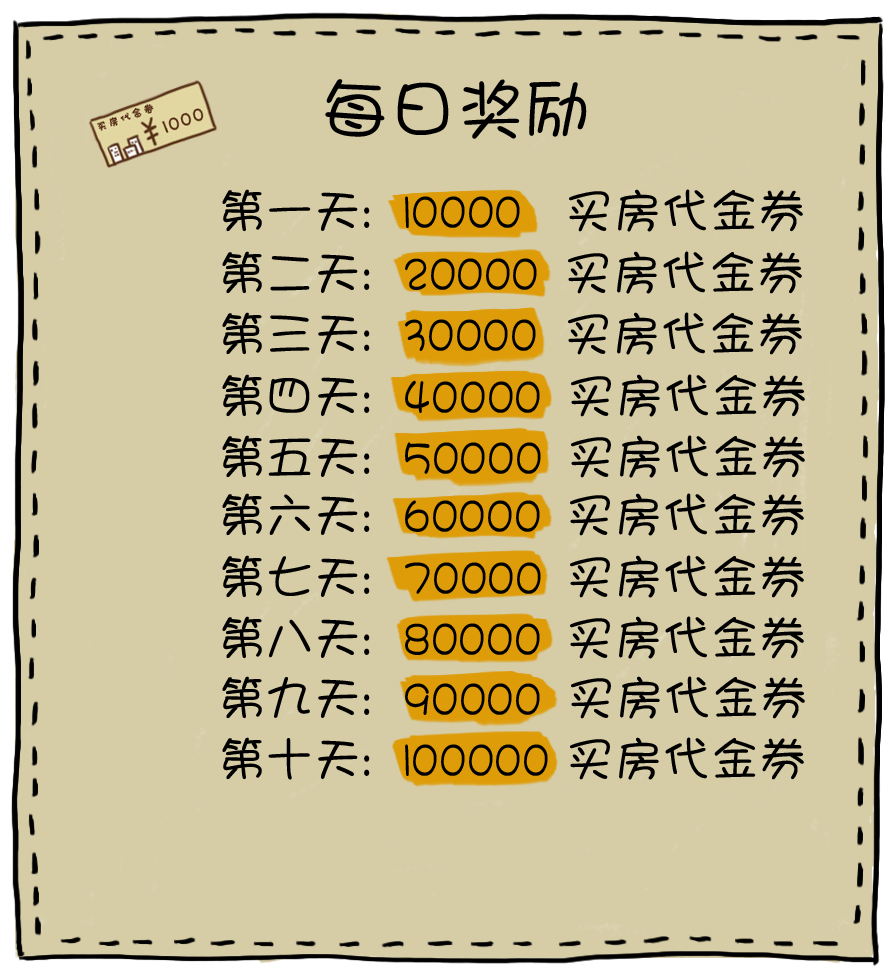 每日奖励
买房代金券
¥1000
第一天: 10000 买房代金券
第二天: 20000 买房代金券
第三天: 30000 买房代金券
第四天: 40000 买房代金券
第五天: 50000 买房代金券
第六天: 60000 买房代金券
第七天: 70000 买房代金券
第八天: 80000 买房代金券
第九天: 90000 买房代金券
第十天: 100000 买房代金券